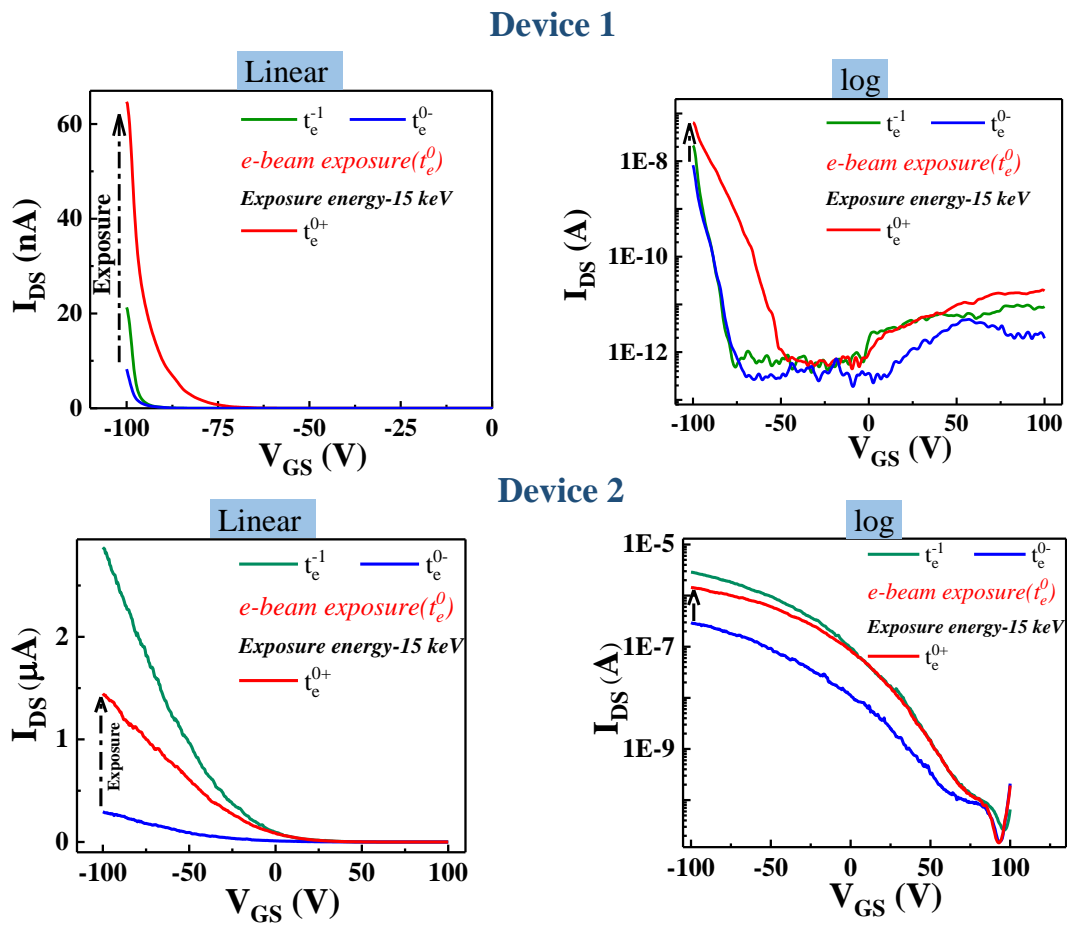 Device 1
Linear
t_e^-1 t_e^0-
e-beam exposure(t_e^0)
Exposure energy-15 keV
t_e^0+
Exposure
I_DS (nA)
60
40
20
0
-100 -75 -50 -25 0
V_GS (V)
log
t_e^-1 t_e^0-
e-beam exposure(t_e^0)
Exposure energy-15 keV
t_e^0+
I_DS (A)
1E-8
1E-10
1E-12
-100 -50 0 50 100
V_GS (V)
Device 2
Linear
t_e^-1 t_e^0-
e-beam exposure(t_e^0)
Exposure energy-15 keV
t_e^0+
Exposure
I_DS (μA)
2
1
0
-100 -50 0 50 100
V_GS (V)
log
t_e^-1 t_e^0-
e-beam exposure(t_e^0)
Exposure energy-15 keV
t_e^0+
I_DS (A)
1E-5
1E-7
1E-9
-100 -50 0 50 100
V_GS (V)